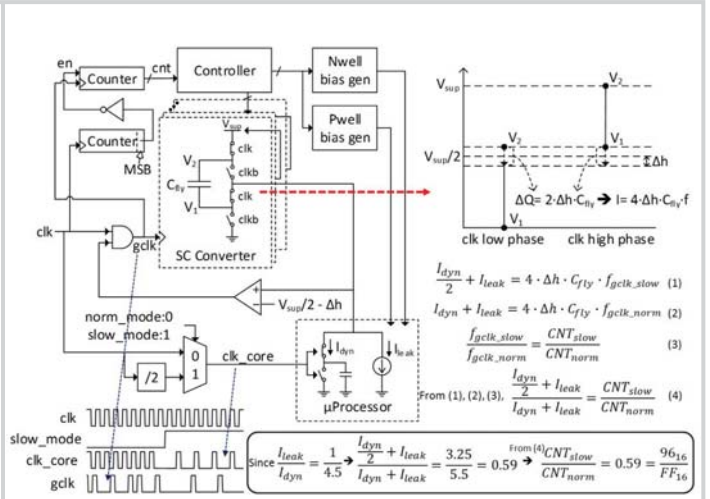 en
Counter
cnt
Controller
Nwell
bias gen
Pwell
bias gen
Counter
MSB
V_sup
clk
V_2
clkb
C_fly
clk
V_1
clkb
SC Converter
clk
gclk
V_sup/2 - Δh
norm_mode:0
slow_mode:1
/2
0
1
clk_core
I_dyn
I_leak
μProcessor
V_sup
V_2
V_2
V_1
V_sup/2
Δh
ΔQ= 2·Δh·C_fly → I= 4·Δh·C_fly·f
V_1
clk low phase clk high phase
I_dyn/2 + I_leak = 4 · Δh · C_fly · f_gclk_slow (1)
I_dyn + I_leak = 4 · Δh · C_fly · f_gclk_norm (2)
f_gclk_slow/f_gclk_norm = CNT_slow/CNT_norm (3)
From (1), (2), (3), (I_dyn/2 + I_leak)/(I_dyn + I_leak) = CNT_slow/CNT_norm (4)
clk
slow_mode
clk_core
gclk
Since I_leak/I_dyn = 1/4.5 → (I_dyn/2 + I_leak)/(I_dyn + I_leak) = 3.25/5.5 = 0.59 From (4) → CNT_slow/CNT_norm = 0.59 = 96_16/FF_16